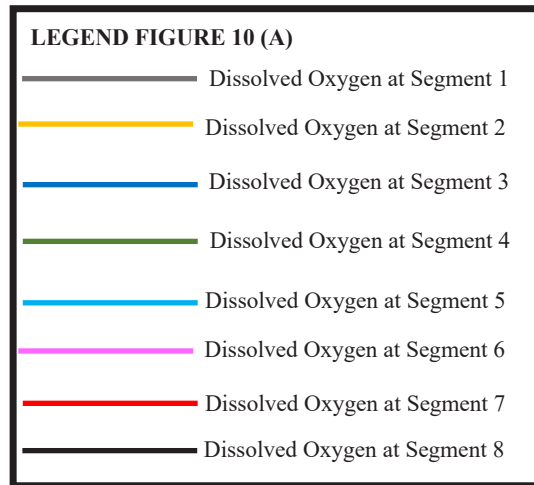 LEGEND FIGURE 10 (A)
Dissolved Oxygen at Segment 1
Dissolved Oxygen at Segment 2
Dissolved Oxygen at Segment 3
Dissolved Oxygen at Segment 4
Dissolved Oxygen at Segment 5
Dissolved Oxygen at Segment 6
Dissolved Oxygen at Segment 7
Dissolved Oxygen at Segment 8